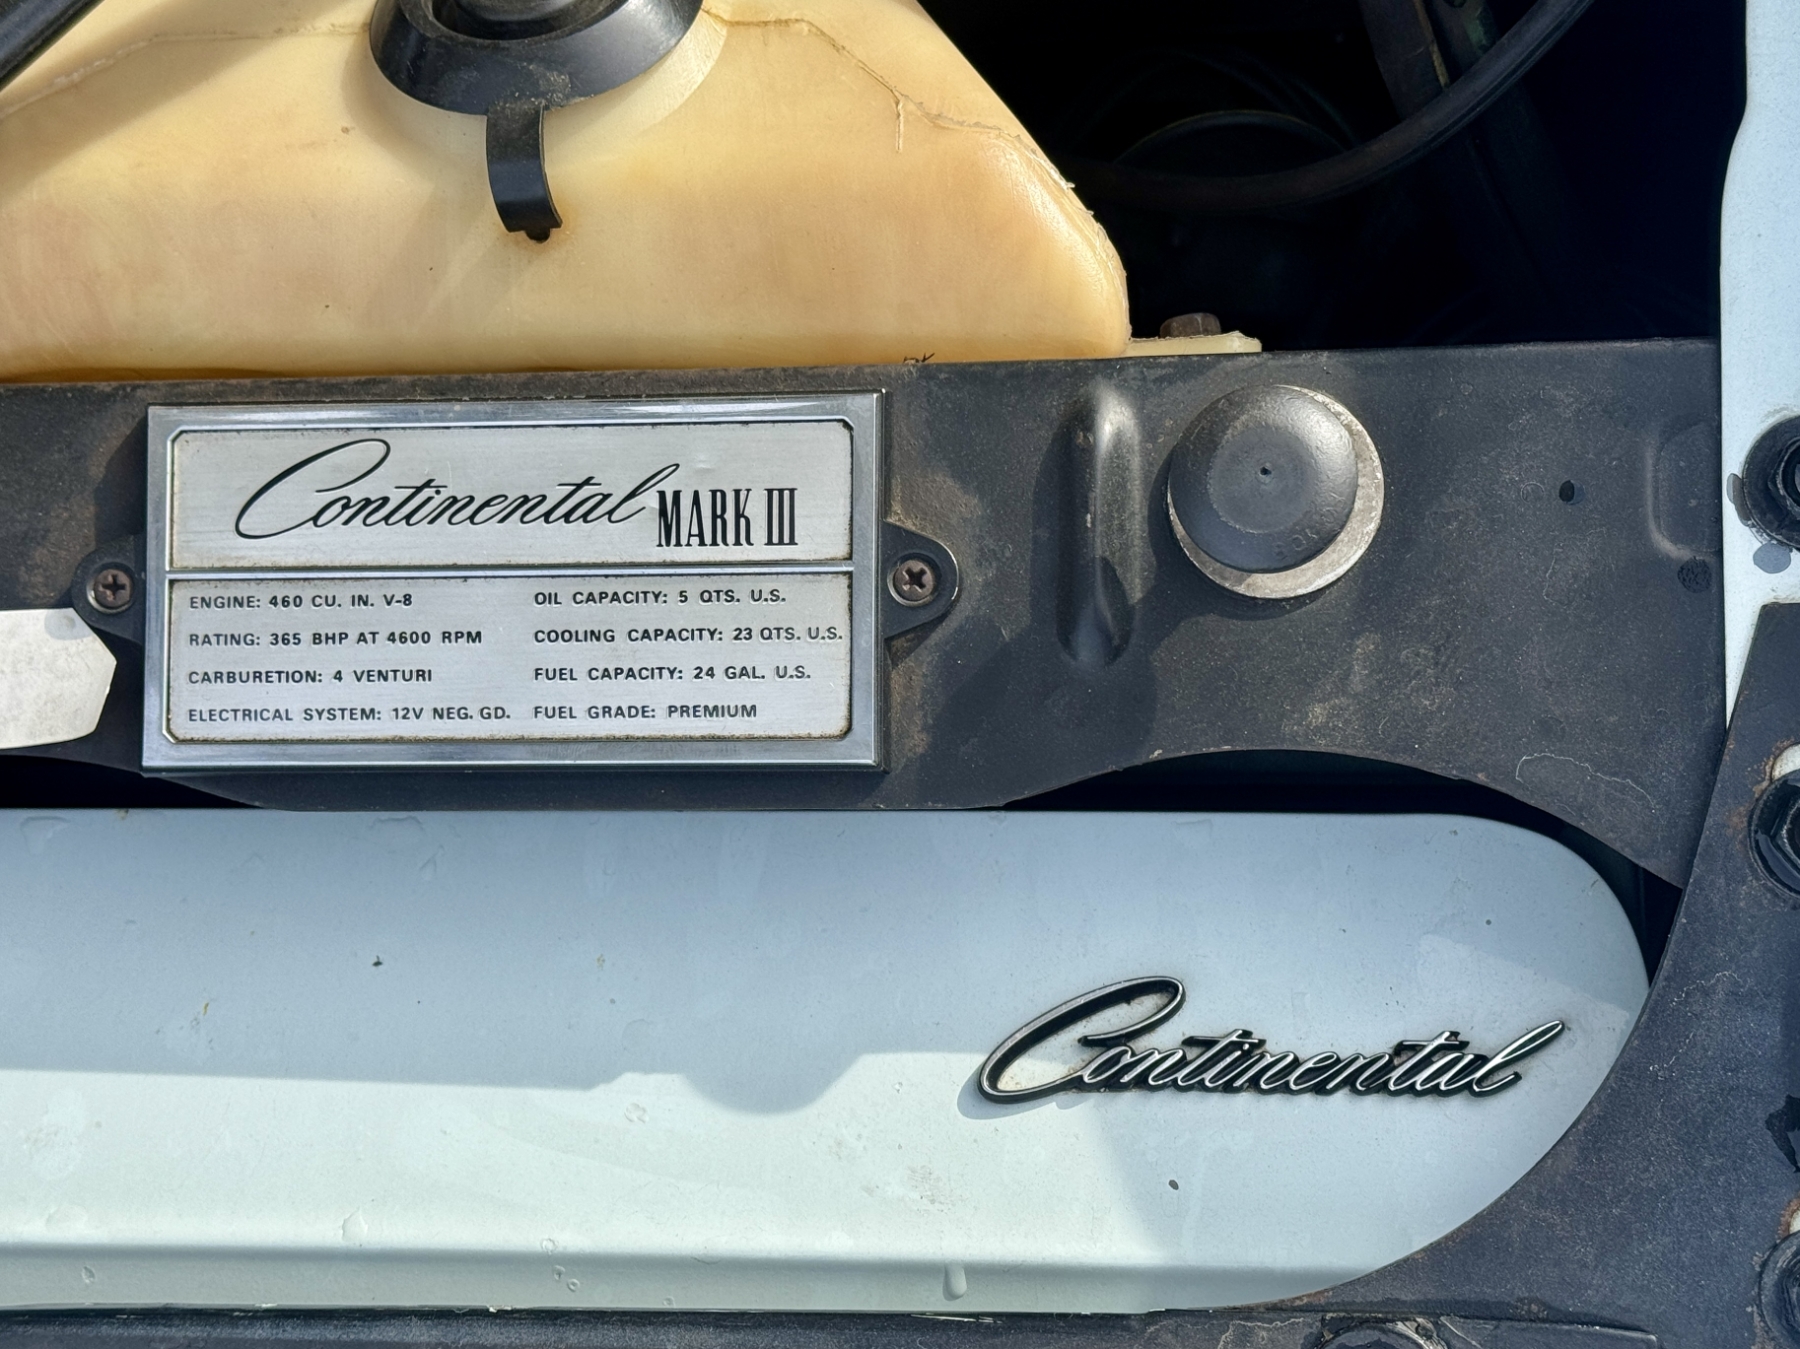 Continental MARK III
ENGINE: 460 CU. IN. V-8
RATING: 365 BHP AT 4600 RPM
CARBURETION: 4 VENTURI
ELECTRICAL SYSTEM: 12V NEG. GD.
OIL CAPACITY: 5 QTS. U.S.
COOLING CAPACITY: 23 QTS. U.S.
FUEL CAPACITY: 24 GAL. U.S.
FUEL GRADE: PREMIUM
Continental